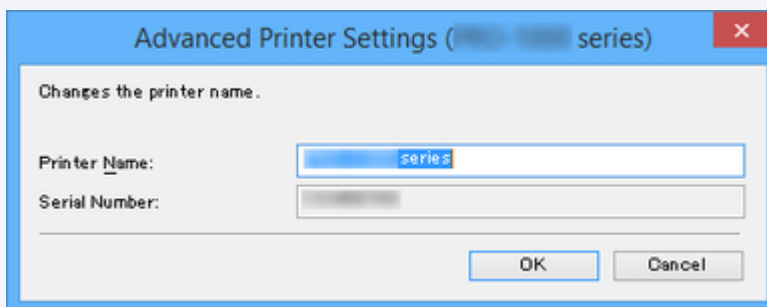 Advanced Printer Settings ( series)
Changes the printer name.
Printer Name: series
Serial Number:
OK Cancel